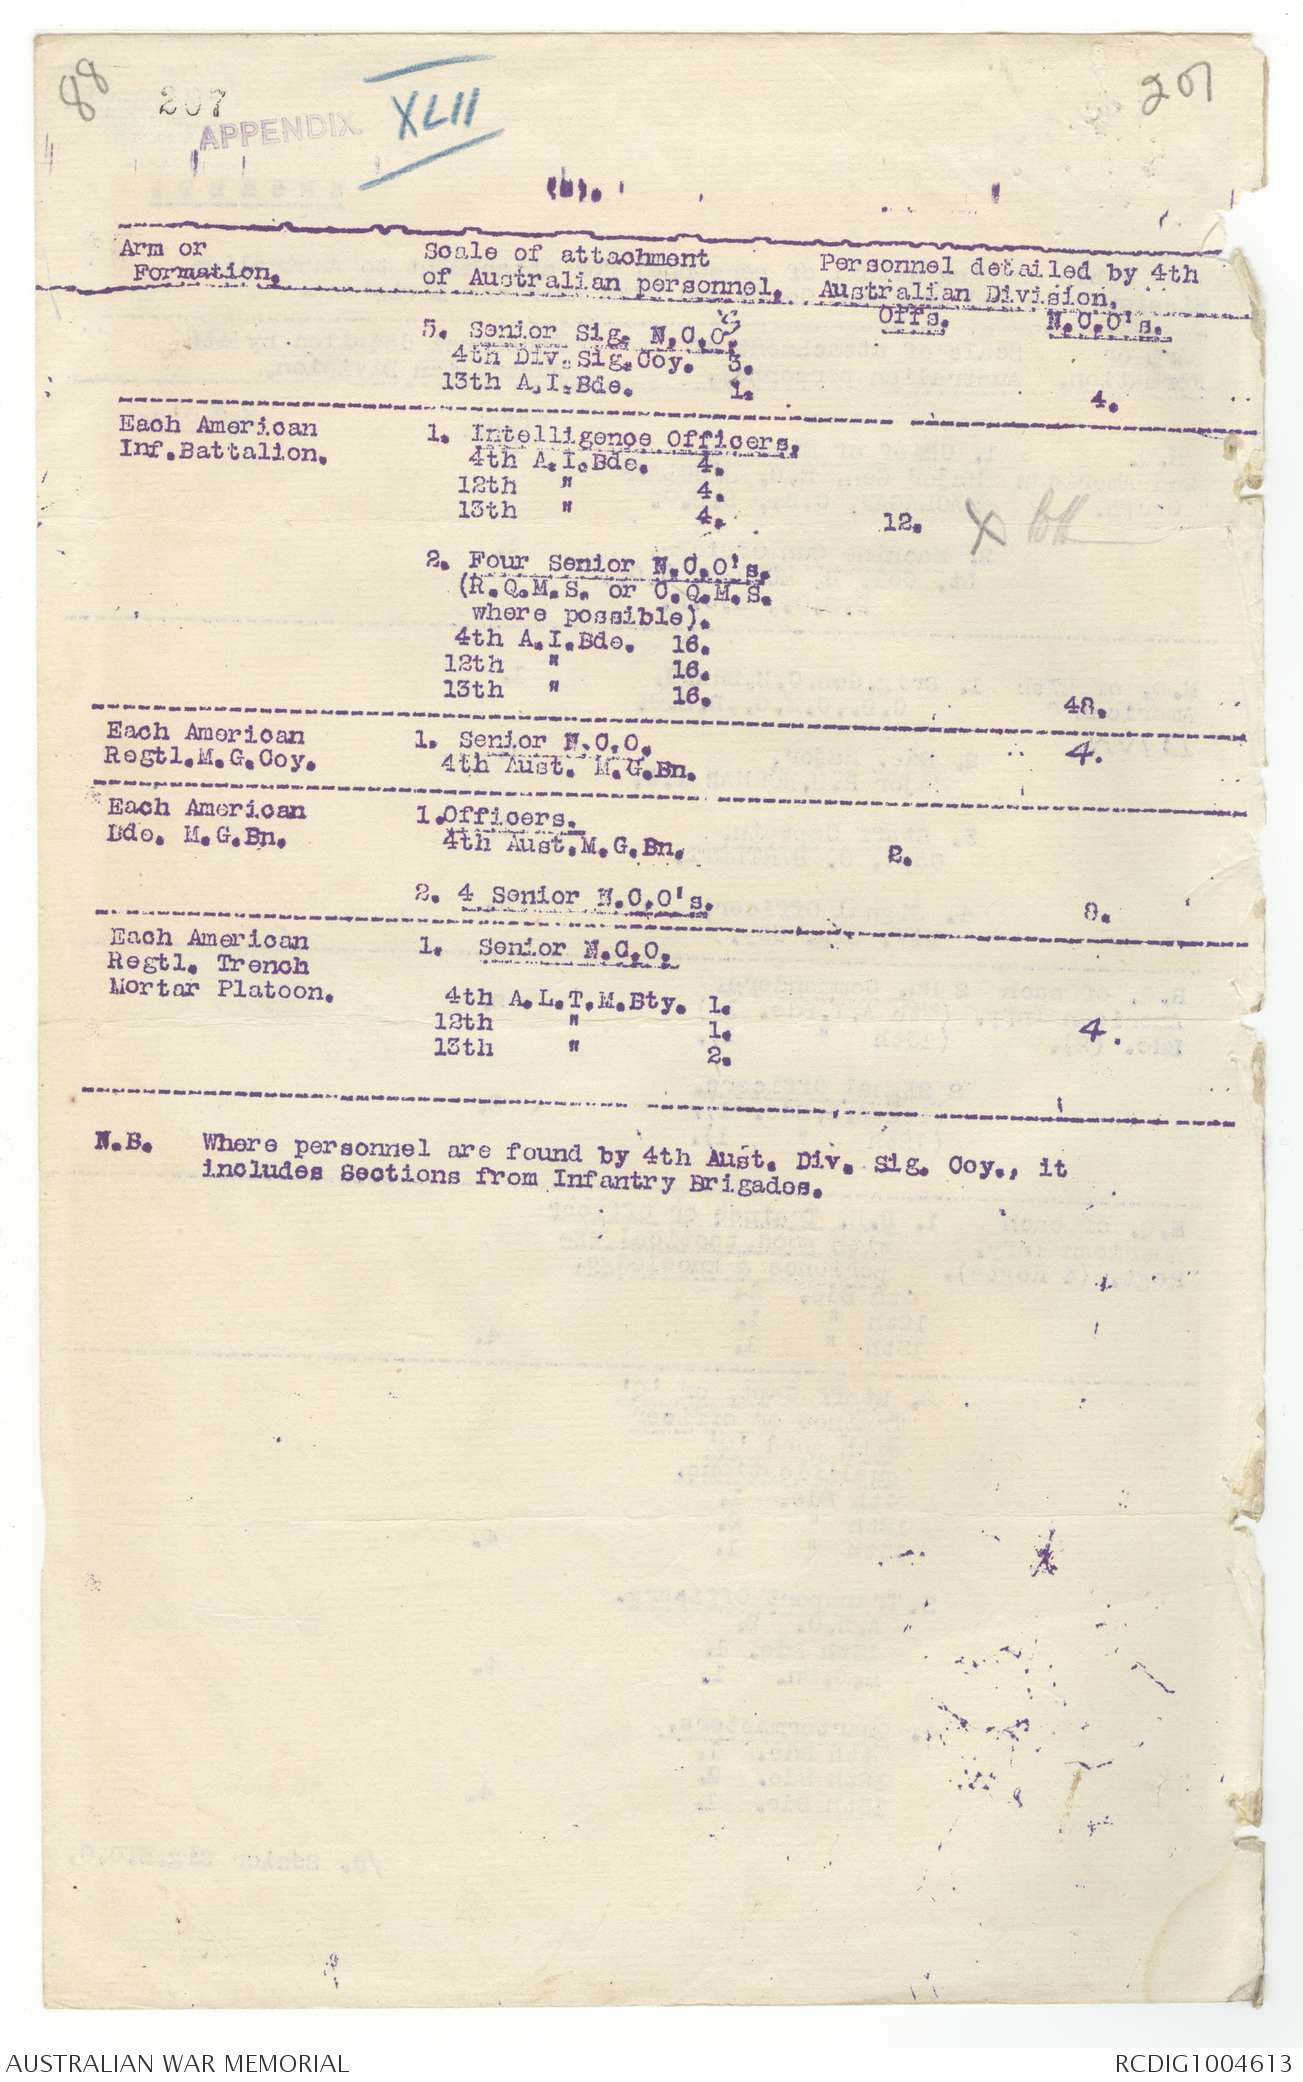 88
207
APPENDIX
XLII
201
Arm or Formation. Scale of attachment of Australian personnel. Personnel detailed by 4th Australian Division.
Offs. N.C.O's.
5. Senior Sig. N.C.O.
4th Div. Sig.Coy. 3.
13th A.I.Bde. 1. 4.
Each American Inf.Battalion.
1. Intelligence Officers.
4th A.I.Bde. 4.
12th " 4.
13th " 4. 12. X
2. Four Senior N.C.O's.
(R.Q.M.S. or C.Q.M.S.
where possible).
4th A.I.Bde. 16.
12th " 16.
13th " 16. 48.
Each American Regtl.M.G.Coy.
1. Senior N.C.O. 4.
4th Aust. M.G.Bn.
Each American Bde. M.G.Bn.
1.Officers.
4th Aust.M.G.Bn. 2.
2. 4 Senior N.C.O's. 8.
Each American Regtl. Trench Mortar Platoon.
1. Senior N.C.O.
4th A.L.T.M.Bty. 1.
12th " 1. 4.
13th " 2.
N.B. Where personnel are found by 4th Aust. Div. Sig. Coy., it
includes Sections from Infantry Brigades.
AUSTRALIAN WAR MEMORIAL
RCDIG1004613